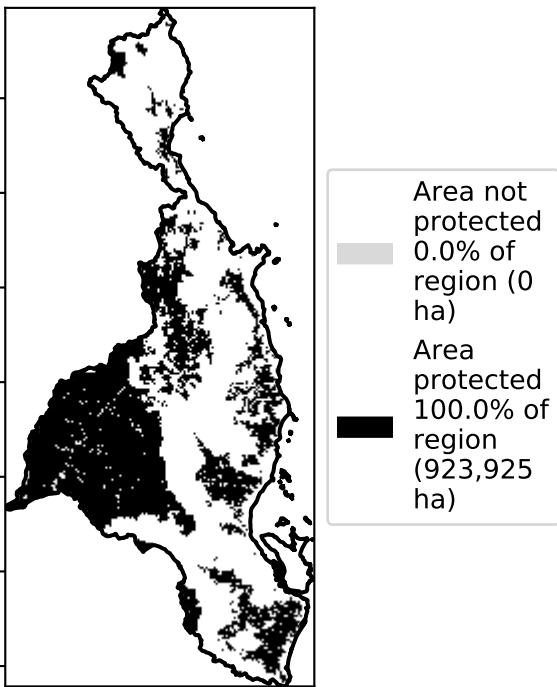 Area not
protected
0.0% of
region (0
ha)
Area
protected
100.0% of
region
(923,925
ha)